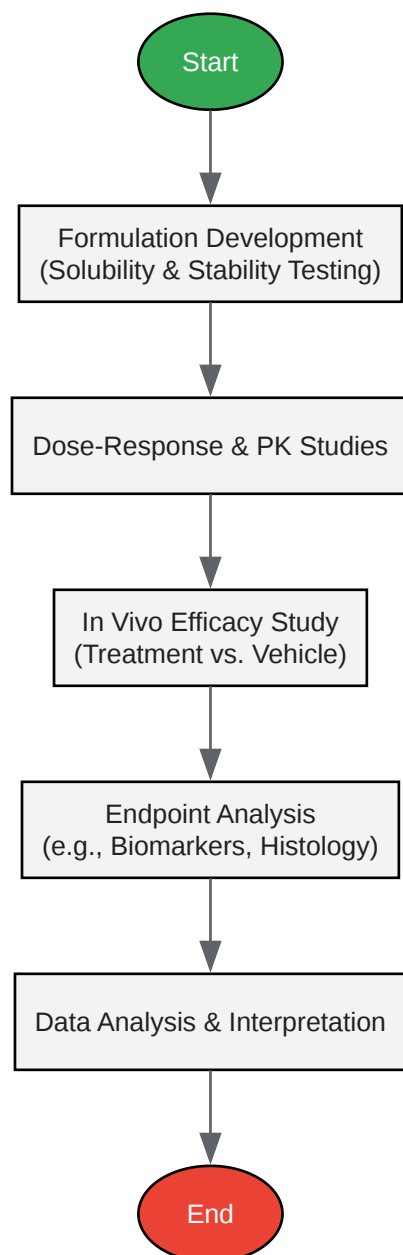 Start
Formulation Development
(Solubility & Stability Testing)
Dose-Response & PK Studies
In Vivo Efficacy Study
(Treatment vs. Vehicle)
Endpoint Analysis
(e.g., Biomarkers, Histology)
Data Analysis & Interpretation
End